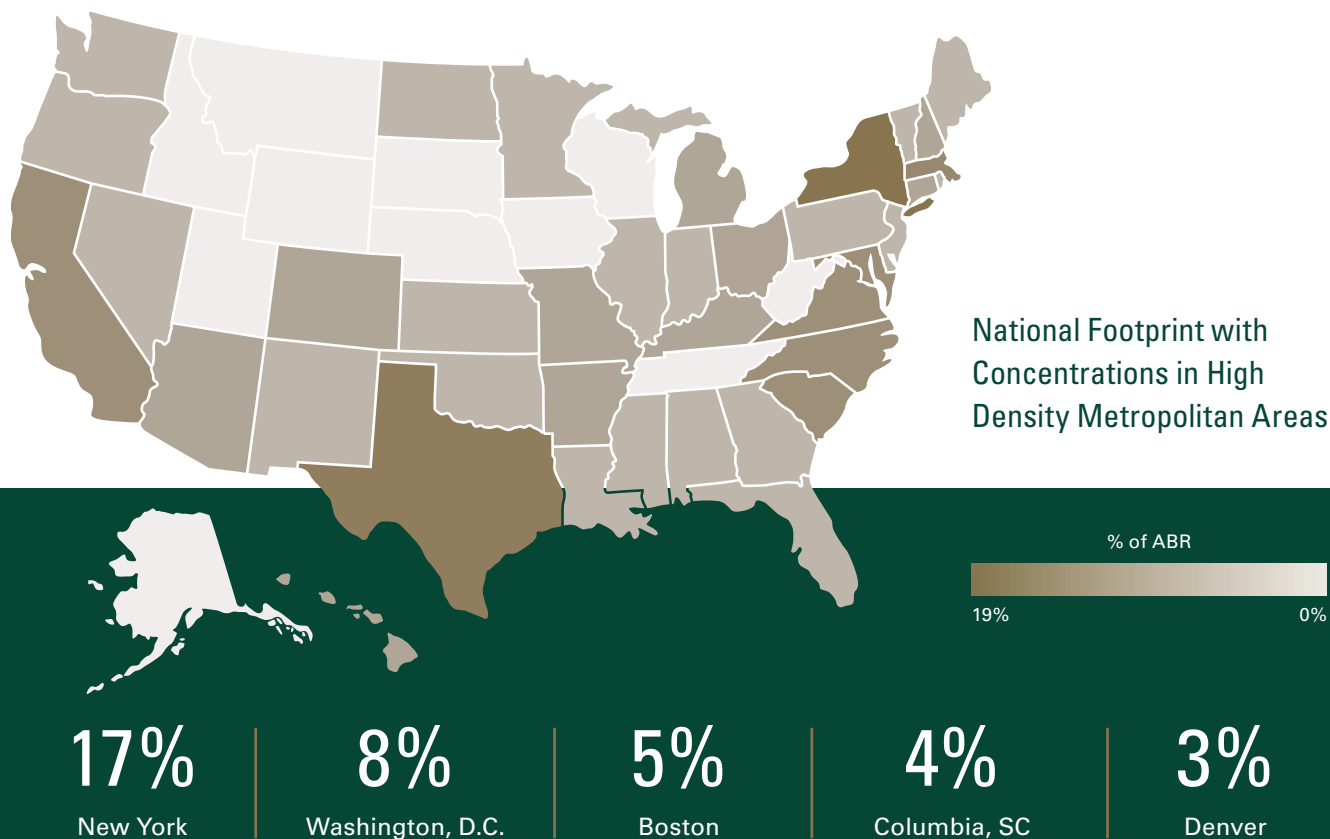 National Footprint with
Concentrations in High
Density Metropolitan Areas
% of ABR
19%
0%
17%
New York
8%
Washington, D.C.
5%
Boston
4%
Columbia, SC
3%
Denver